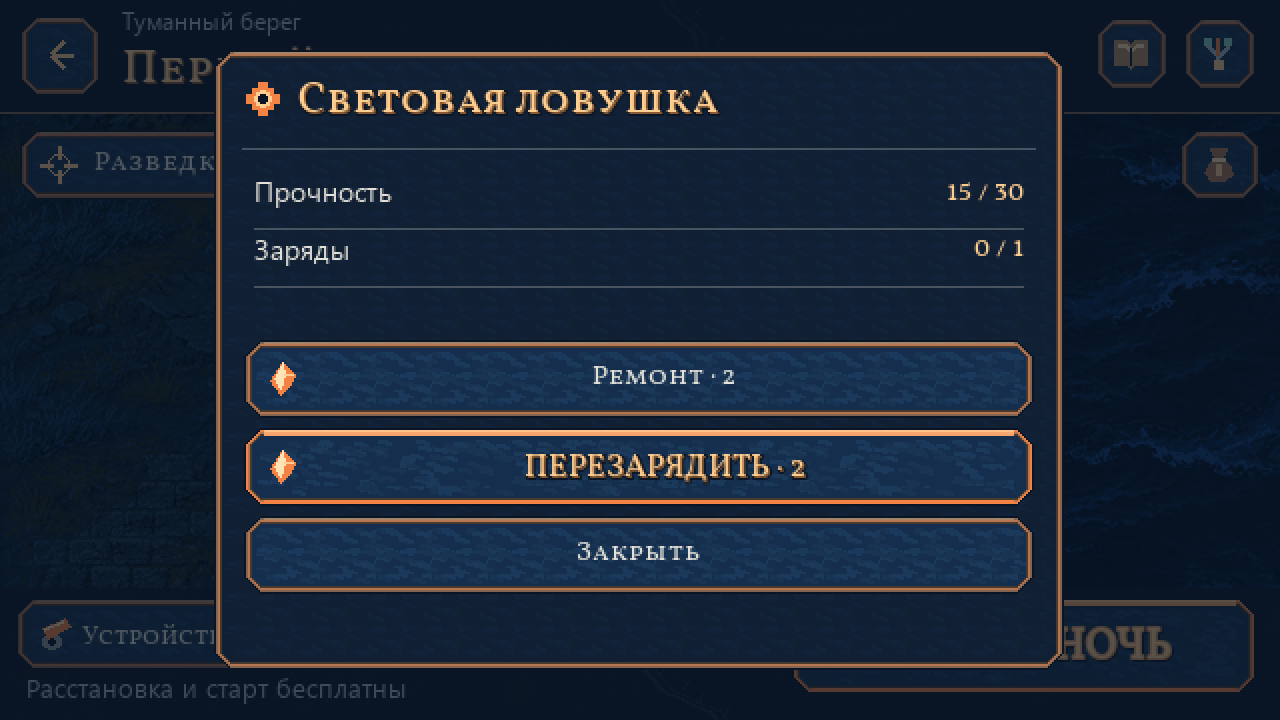 Туманный берег
Световая ловушка
Разведк
Прочность 15 / 30
Заряды 0 / 1
Ремонт · 2
ПЕРЕЗАРЯДИТЬ · 2
Закрыть
Устройст
НОЧЬ
Расстановка и старт бесплатны